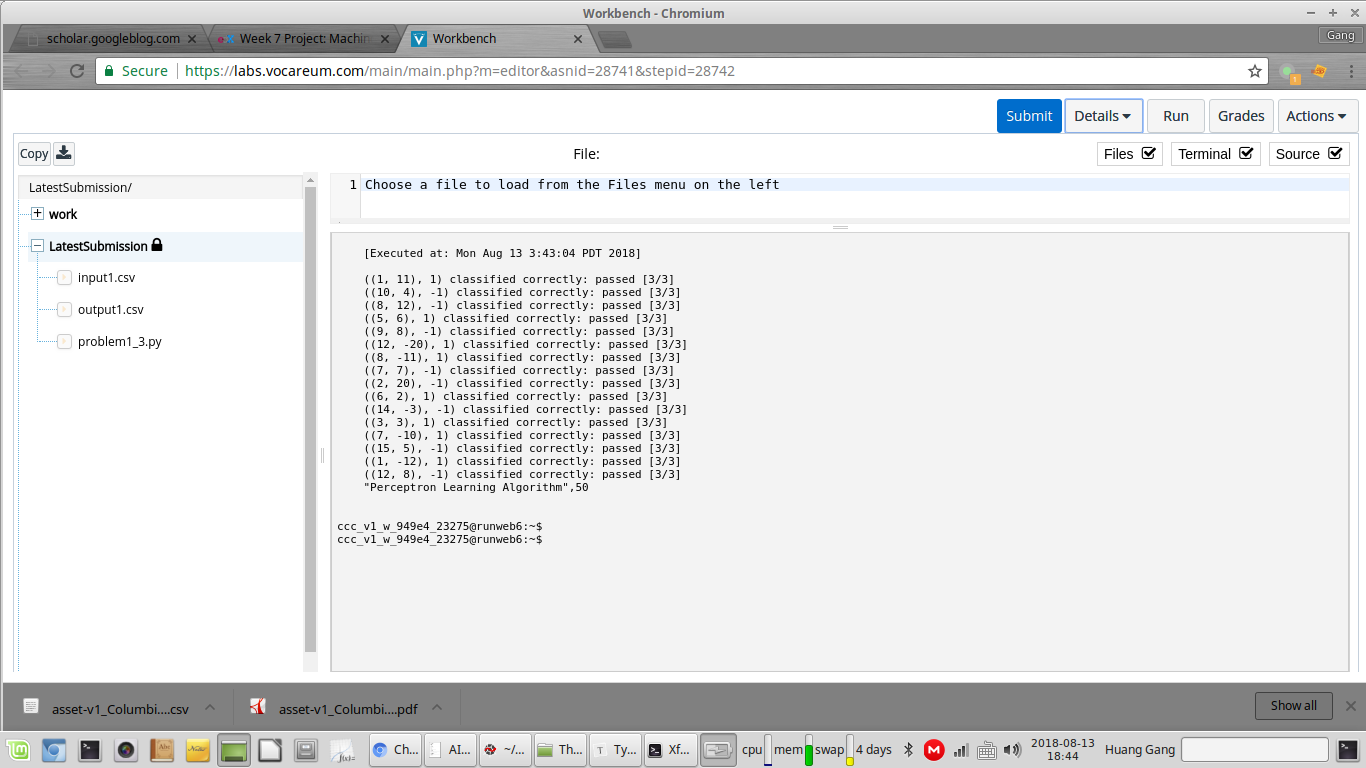 Workbench - Chromium
scholar.googleblog.com
Week 7 Project: Machin
Workbench
Gang
Secure
https://labs.vocareum.com/main/main.php?m=editor&asnid=28741&stepid=28742
Submit
Details
Run
Grades
Actions
Copy
File:
Files
Terminal
Source
LatestSubmission/
1 Choose a file to load from the Files menu on the left
work
LatestSubmission
input1.csv
output1.csv
problem1_3.py
[Executed at: Mon Aug 13 3:43:04 PDT 2018]
((1, 11), 1) classified correctly: passed [3/3]
((10, 4), -1) classified correctly: passed [3/3]
((8, 12), -1) classified correctly: passed [3/3]
((5, 6), 1) classified correctly: passed [3/3]
((9, 8), -1) classified correctly: passed [3/3]
((12, -20), 1) classified correctly: passed [3/3]
((8, -11), 1) classified correctly: passed [3/3]
((7, 7), -1) classified correctly: passed [3/3]
((2, 20), -1) classified correctly: passed [3/3]
((6, 2), 1) classified correctly: passed [3/3]
((14, -3), -1) classified correctly: passed [3/3]
((3, 3), 1) classified correctly: passed [3/3]
((7, -10), 1) classified correctly: passed [3/3]
((15, 5), -1) classified correctly: passed [3/3]
((1, -12), 1) classified correctly: passed [3/3]
((12, 8), -1) classified correctly: passed [3/3]
"Perceptron Learning Algorithm",50
ccc_v1_w_949e4_23275@runweb6:~$
ccc_v1_w_949e4_23275@runweb6:~$
asset-v1_Columbi....csv
asset-v1_Columbi....pdf
Show all
Ch...
AI...
~/...
Th...
Ty...
Xf...
cpu
mem
swap
4 days
2018-08-13
18:44
Huang Gang